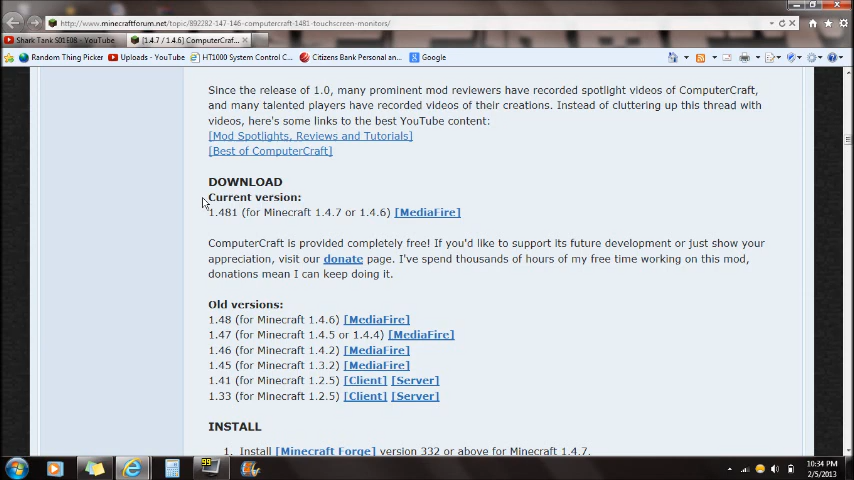 http://www.minecraftforum.net/topic/892282-147-146-computercraft-1481-touchscreen-monitors/
Shark Tank S01E08 - YouTube
[1.4.7 / 1.4.6] ComputerCraf...
Random Thing Picker
Uploads - YouTube
HT1000 System Control C...
Citizens Bank Personal an...
Google
Since the release of 1.0, many prominent mod reviewers have recorded spotlight videos of ComputerCraft,
and many talented players have recorded videos of their creations. Instead of cluttering up this thread with
videos, here's some links to the best YouTube content:
[Mod Spotlights, Reviews and Tutorials]
[Best of ComputerCraft]
DOWNLOAD
Current version:
1.481 (for Minecraft 1.4.7 or 1.4.6) [MediaFire]
ComputerCraft is provided completely free! If you'd like to support its future development or just show your
appreciation, visit our donate page. I've spend thousands of hours of my free time working on this mod,
donations mean I can keep doing it.
Old versions:
1.48 (for Minecraft 1.4.6) [MediaFire]
1.47 (for Minecraft 1.4.5 or 1.4.4) [MediaFire]
1.46 (for Minecraft 1.4.2) [MediaFire]
1.45 (for Minecraft 1.3.2) [MediaFire]
1.41 (for Minecraft 1.2.5) [Client] [Server]
1.33 (for Minecraft 1.2.5) [Client] [Server]
INSTALL
1. Install [Minecraft Forge] version 332 or above for Minecraft 1.4.7.
99
10:34 PM
2/5/2013